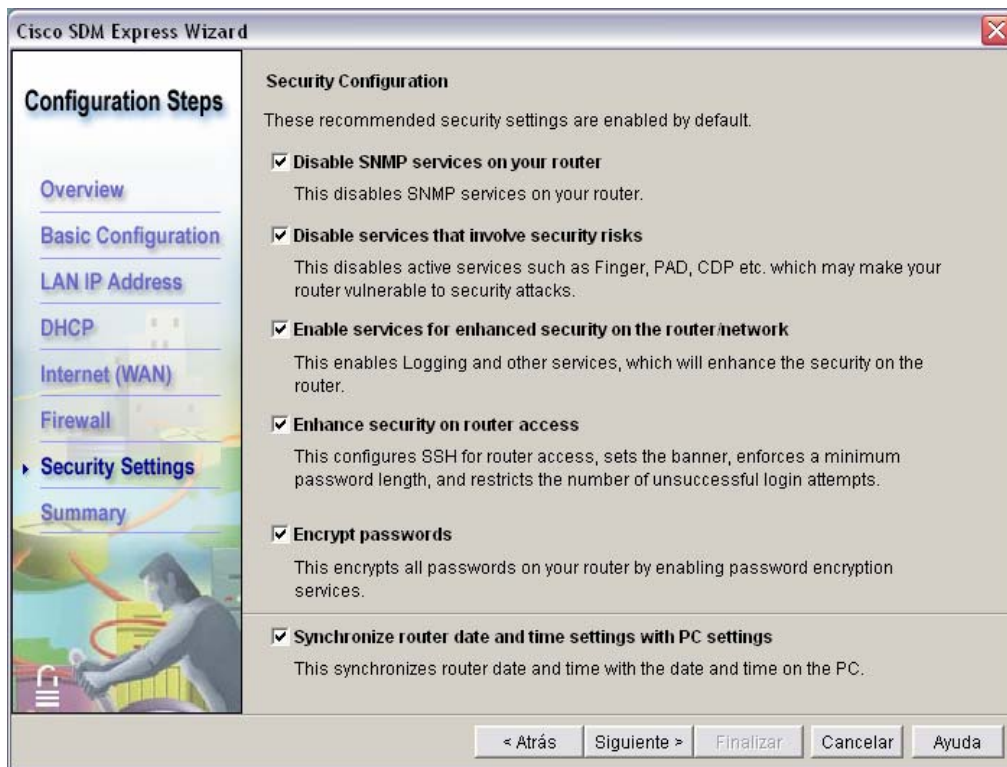 Cisco SDM Express Wizard
Configuration Steps
Overview
Basic Configuration
LAN IP Address
DHCP
Internet (WAN)
Firewall
Security Settings
Summary
Security Configuration
These recommended security settings are enabled by default.
Disable SNMP services on your router
This disables SNMP services on your router.
Disable services that involve security risks
This disables active services such as Finger, PAD, CDP etc. which may make your
router vulnerable to security attacks.
Enable services for enhanced security on the router/network
This enables Logging and other services, which will enhance the security on the
router.
Enhance security on router access
This configures SSH for router access, sets the banner, enforces a minimum
password length, and restricts the number of unsuccessful login attempts.
Encrypt passwords
This encrypts all passwords on your router by enabling password encryption
services.
Synchronize router date and time settings with PC settings
This synchronizes router date and time with the date and time on the PC.
< Atrás
Siguiente >
Finalizar
Cancelar
Ayuda